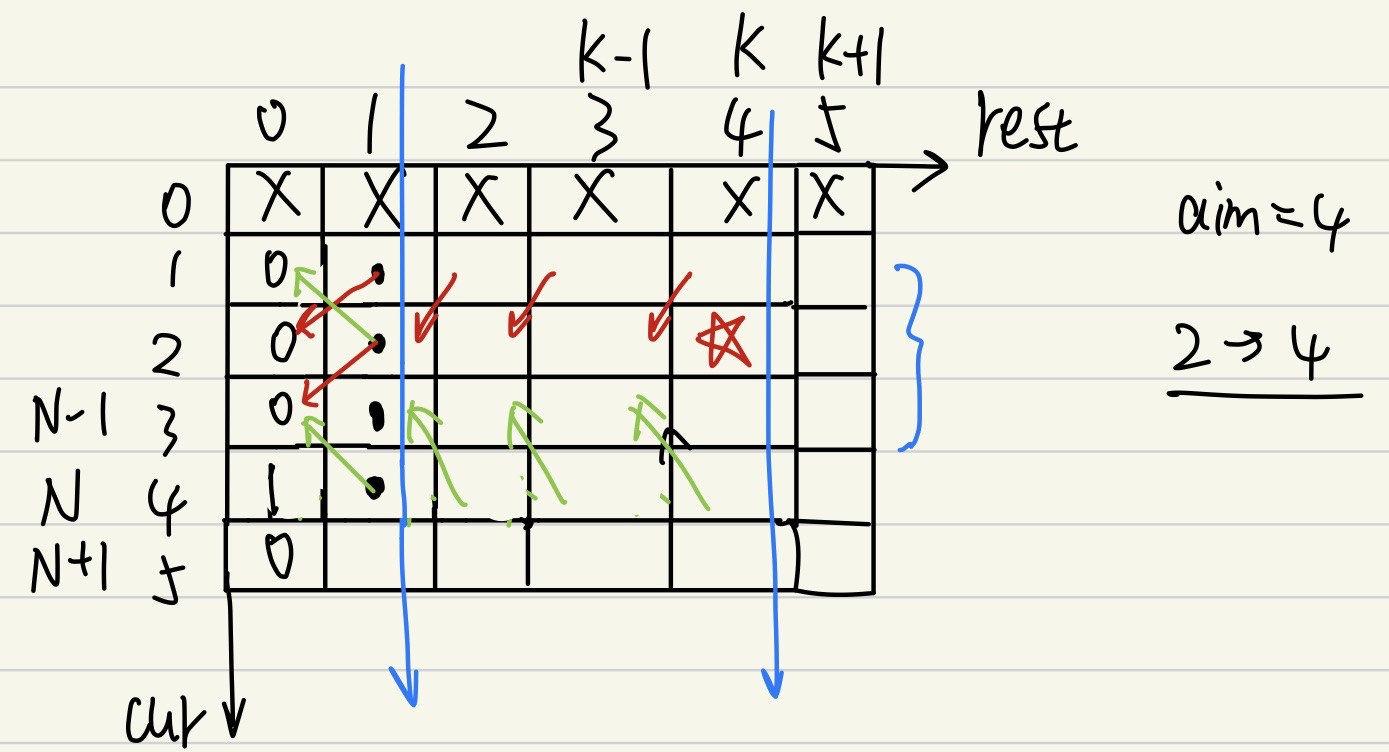 K-1 K K+1
0 1 2 3 4 5 rest
0 X X X X X X
aim=4
1 0
2 0
2→4
N-1 3 0
N 4 1
N+1 5 0
cur